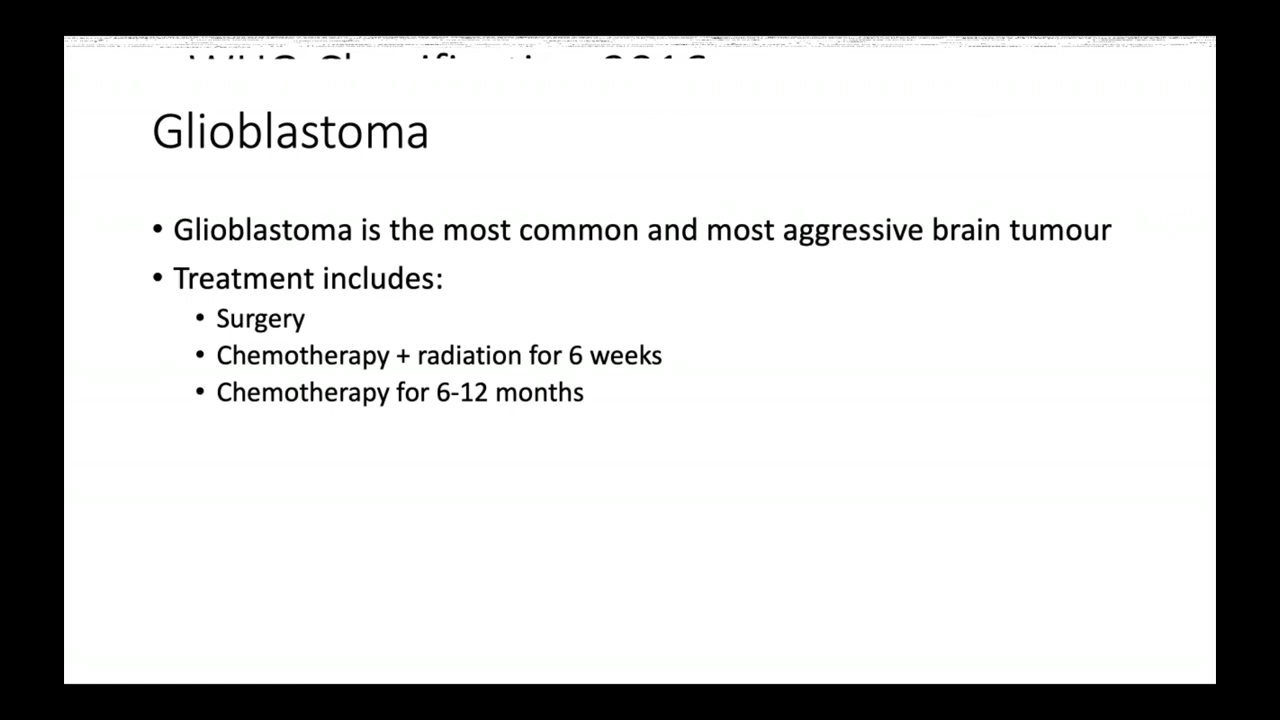 Glioblastoma
• Glioblastoma is the most common and most aggressive brain tumour
• Treatment includes:
• Surgery
• Chemotherapy + radiation for 6 weeks
• Chemotherapy for 6-12 months